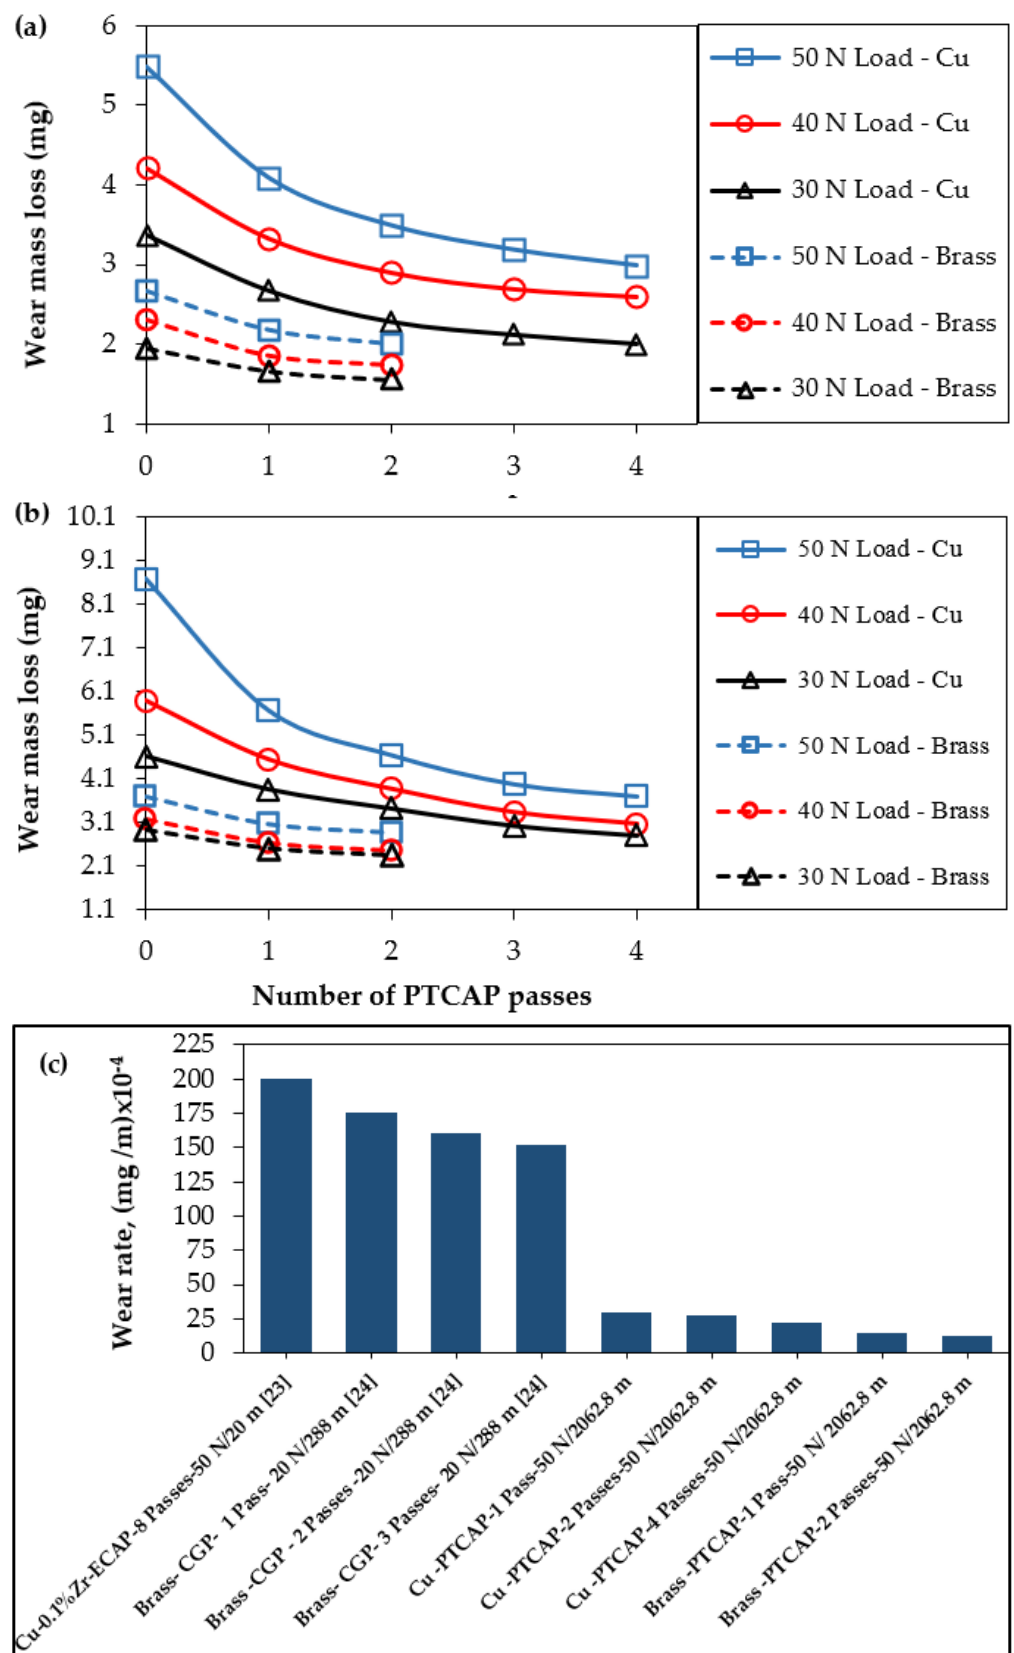 (a)
Wear mass loss (mg)
6
5
4
3
2
1
0 1 2 3 4
50 N Load - Cu
40 N Load - Cu
30 N Load - Cu
50 N Load - Brass
40 N Load - Brass
30 N Load - Brass
(b)
Wear mass loss (mg)
10.1
9.1
8.1
7.1
6.1
5.1
4.1
3.1
2.1
1.1
0 1 2 3 4
Number of PTCAP passes
50 N Load - Cu
40 N Load - Cu
30 N Load - Cu
50 N Load - Brass
40 N Load - Brass
30 N Load - Brass
(c)
Wear rate, (mg /m)x10⁻⁴
225
200
175
150
125
100
75
50
25
0
Cu-0.1%Zr-ECAP-8 Passes-50 N/20 m [23]
Brass- CGP- 1 Pass- 20 N/288 m [24]
Brass -CGP - 2 Passes -20 N/288 m [24]
Brass- CGP- 3 Passes- 20 N/288 m [24]
Cu -PTCAP-1 Pass-50 N/2062.8 m
Cu -PTCAP-2 Passes-50 N/2062.8 m
Cu -PTCAP-4 Passes-50 N/2062.8 m
Brass -PTCAP-1 Pass-50 N/ 2062.8 m
Brass -PTCAP-2 Passes-50 N/2062.8 m